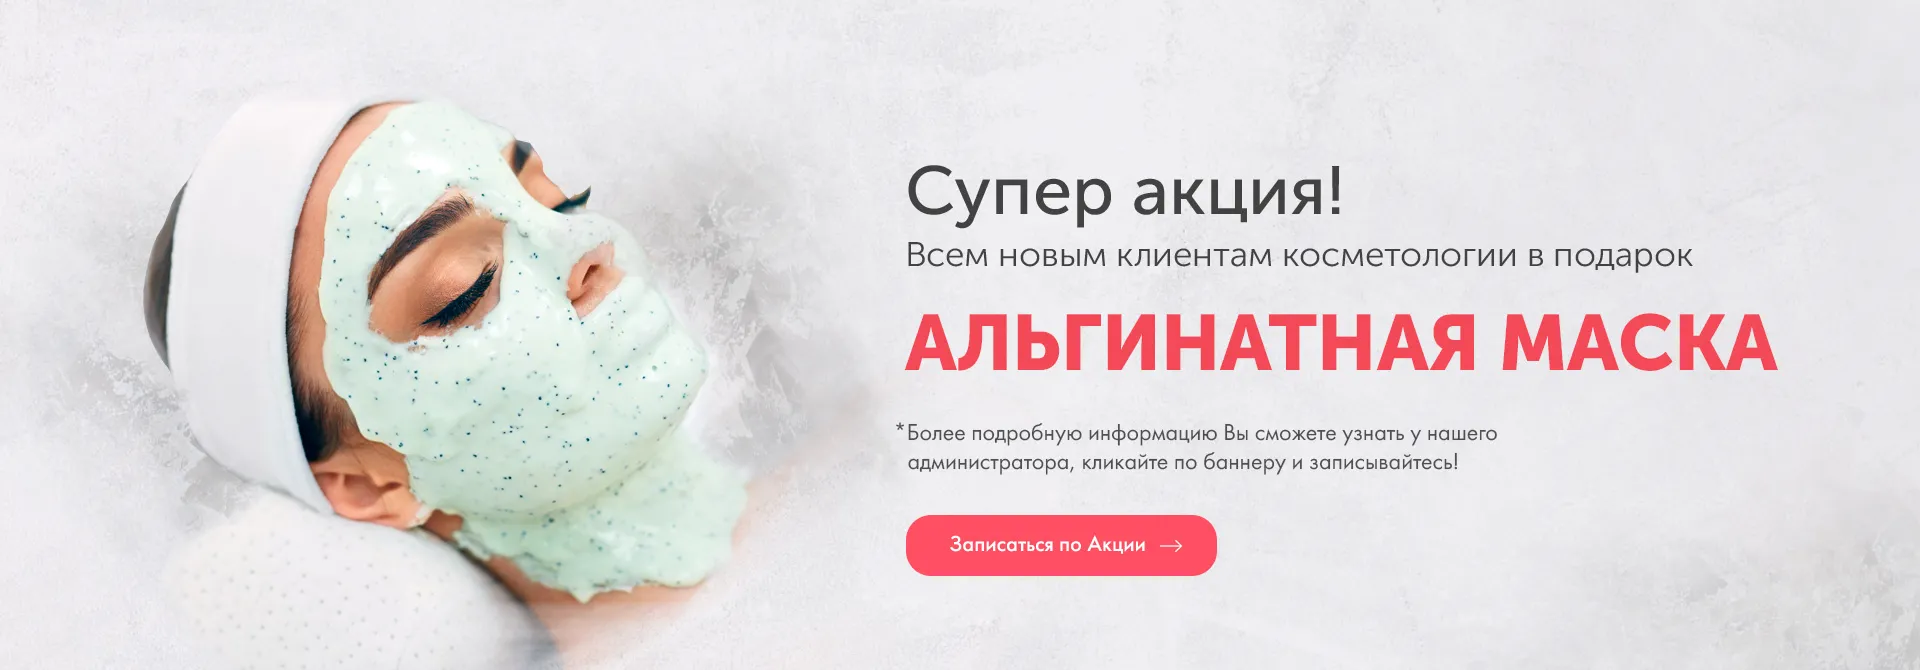 Супер акция!
Всем новым клиентам косметологии в подарок
АЛЬГИНАТНАЯ МАСКА
*Более подробную информацию Вы сможете узнать у нашего
администратора, кликайте по баннеру и записывайтесь!
Записаться по Акции →